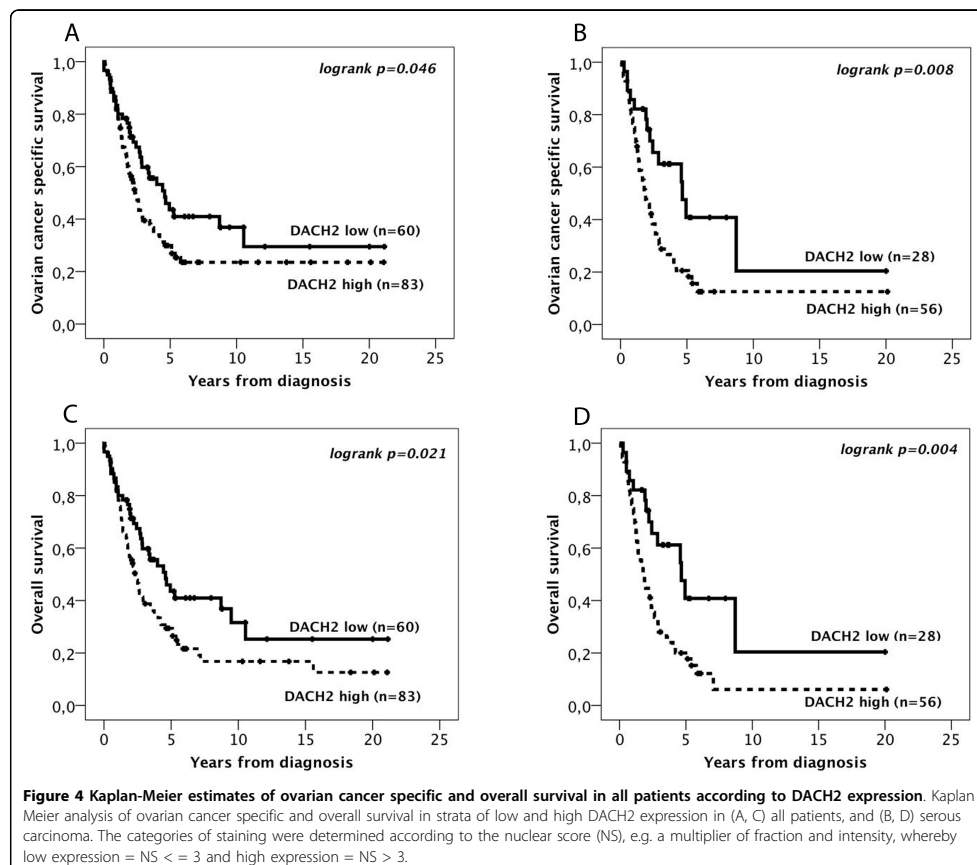 A
logrank p=0.046
Ovarian cancer specific survival
1,0
0,8
0,6
0,4
0,2
0,0
DACH2 low (n=60)
DACH2 high (n=83)
0 5 10 15 20 25
Years from diagnosis
B
logrank p=0.008
Ovarian cancer specific survival
1,0
0,8
0,6
0,4
0,2
0,0
DACH2 low (n=28)
DACH2 high (n=56)
0 5 10 15 20 25
Years from diagnosis
C
logrank p=0.021
Overall survival
1,0
0,8
0,6
0,4
0,2
0,0
DACH2 low (n=60)
DACH2 high (n=83)
0 5 10 15 20 25
Years from diagnosis
D
logrank p=0.004
Overall survival
1,0
0,8
0,6
0,4
0,2
0,0
DACH2 low (n=28)
DACH2 high (n=56)
0 5 10 15 20 25
Years from diagnosis
Figure 4 Kaplan-Meier estimates of ovarian cancer specific and overall survival in all patients according to DACH2 expression. Kaplan
Meier analysis of ovarian cancer specific and overall survival in strata of low and high DACH2 expression in (A, C) all patients, and (B, D) serous
carcinoma. The categories of staining were determined according to the nuclear score (NS), e.g. a multiplier of fraction and intensity, whereby
low expression = NS < = 3 and high expression = NS > 3.